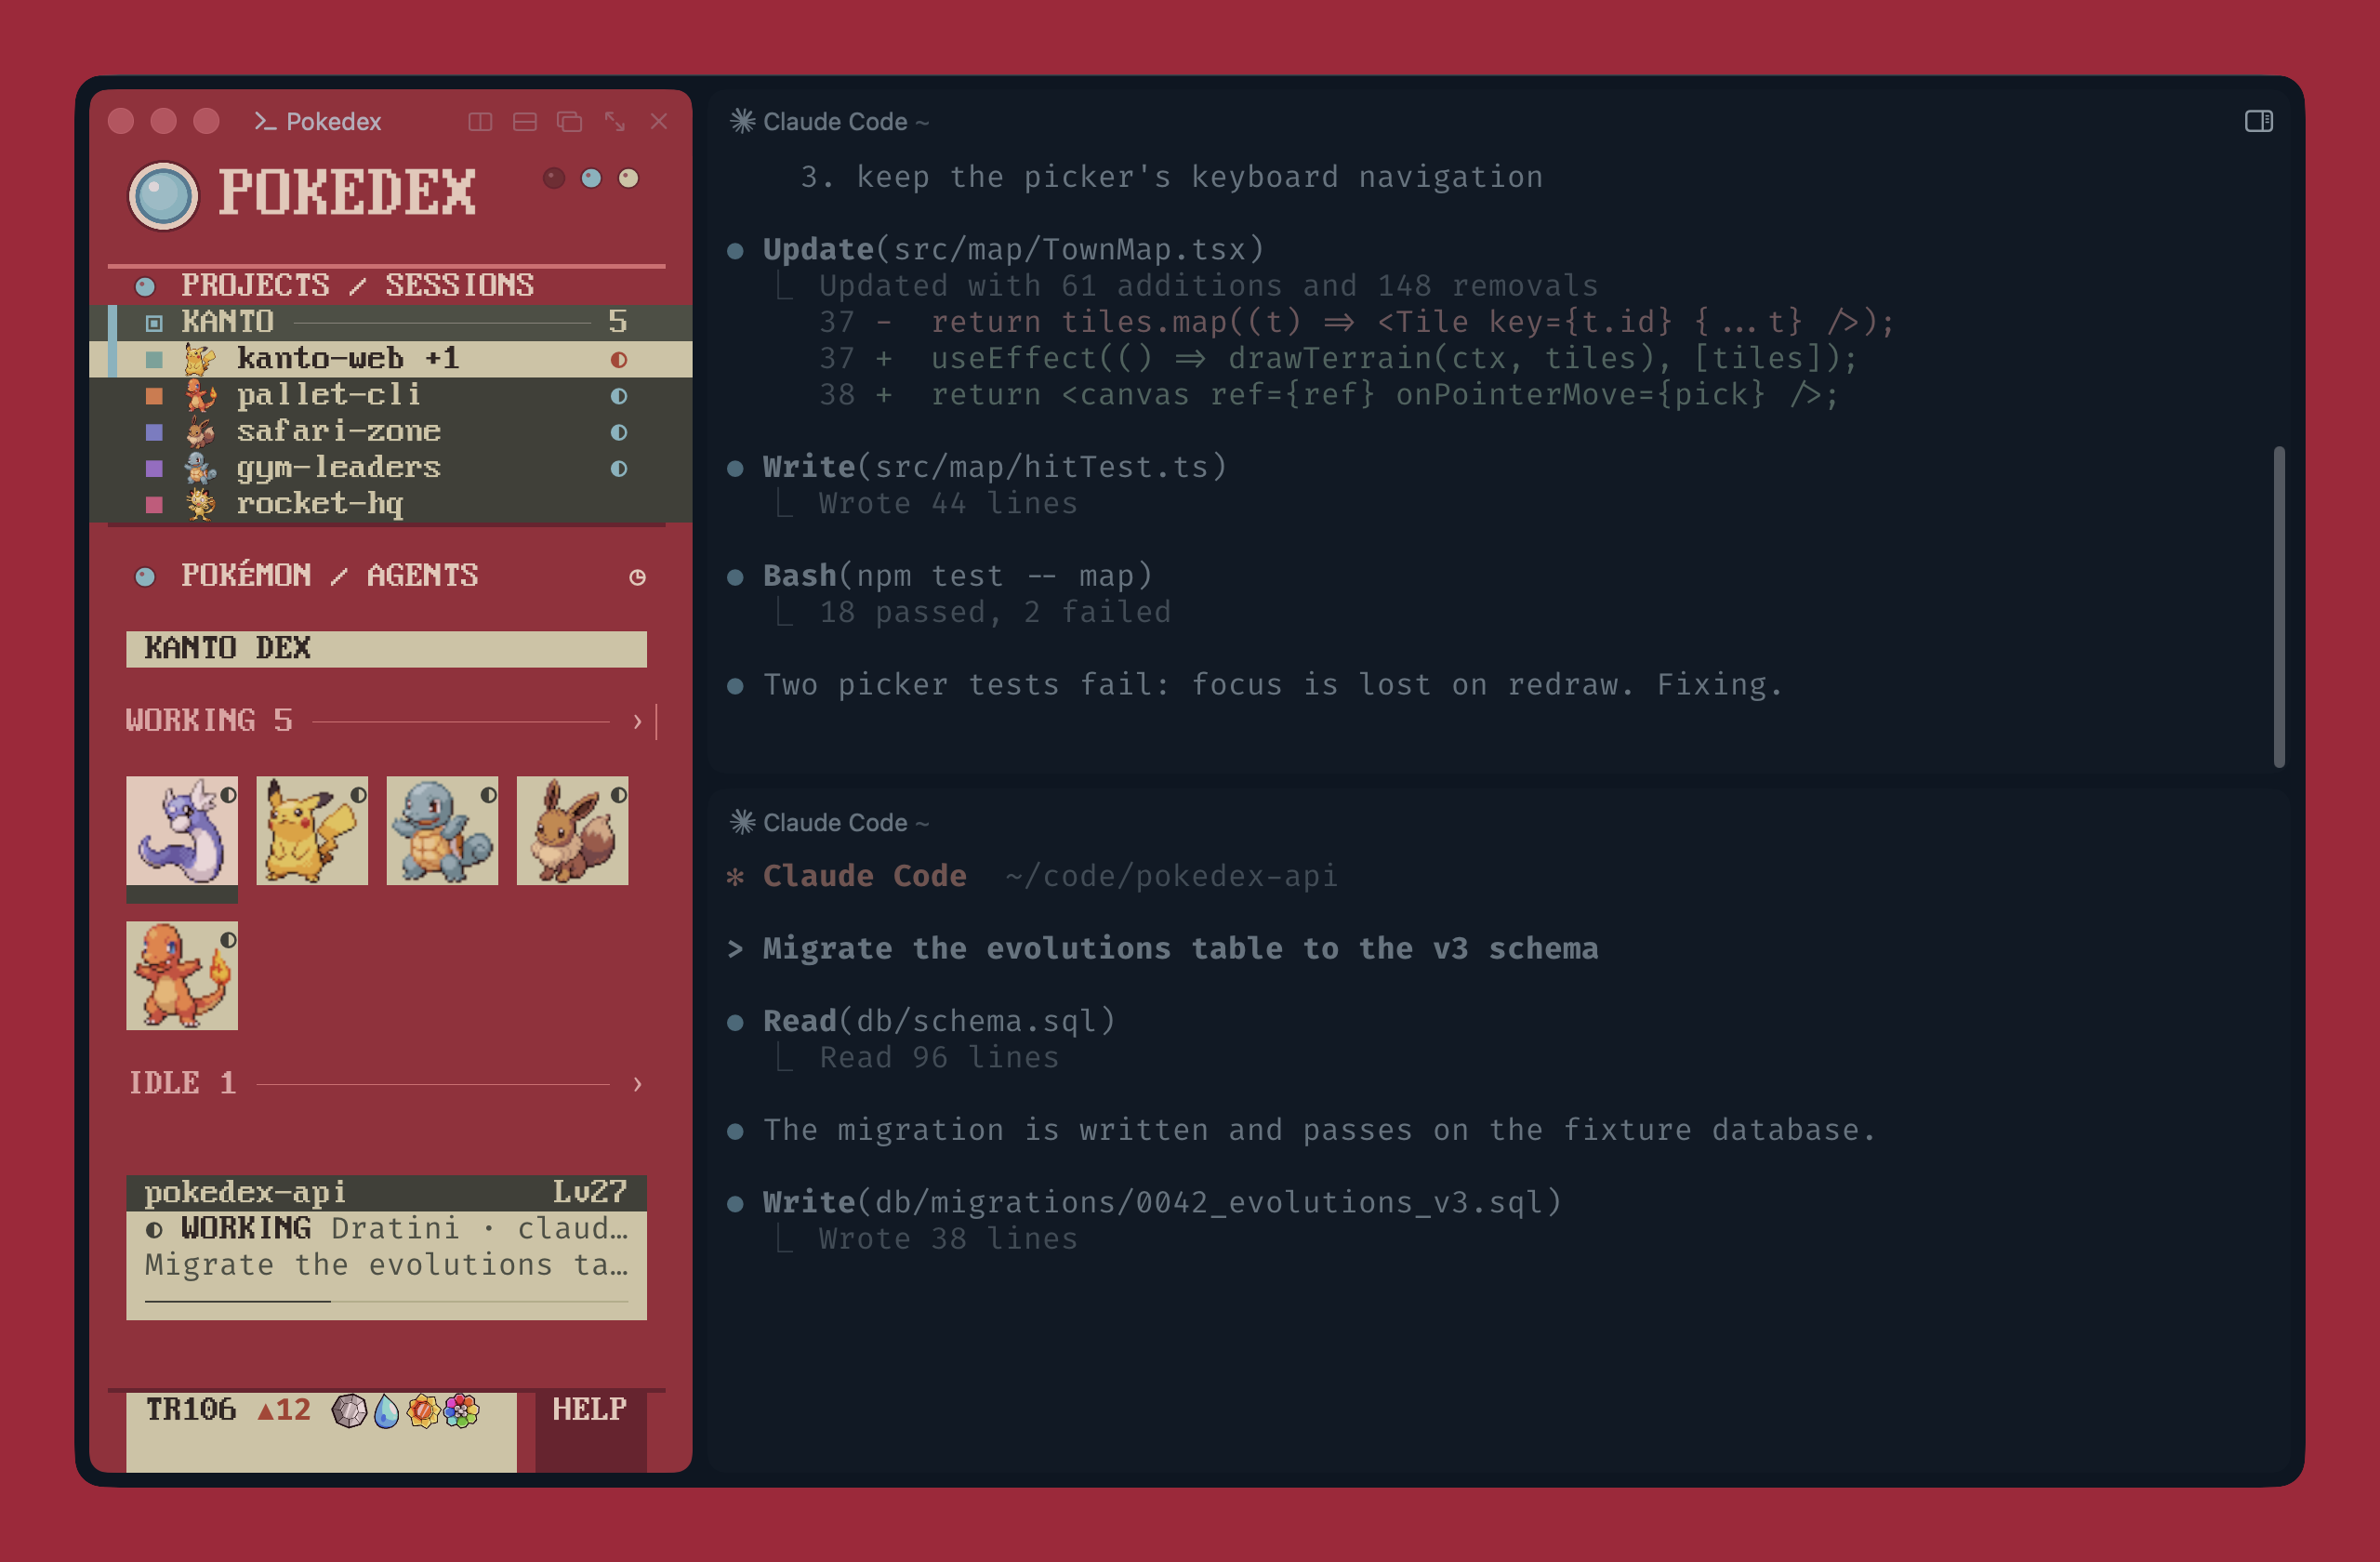 Pokedex
POKEDEX
PROJECTS / SESSIONS
KANTO 5
kanto-web +1
pallet-cli
safari-zone
gym-leaders
rocket-hq
POKÉMON / AGENTS
KANTO DEX
WORKING 5
IDLE 1
pokedex-api Lv27
WORKING Dratini · claud…
Migrate the evolutions ta…
TR106 ▲12 HELP
Claude Code ~
3. keep the picker's keyboard navigation
● Update(src/map/TownMap.tsx)
⎿ Updated with 61 additions and 148 removals
37 -  return tiles.map((t) => <Tile key={t.id} {...t} />);
37 +  useEffect(() => drawTerrain(ctx, tiles), [tiles]);
38 +  return <canvas ref={ref} onPointerMove={pick} />;
● Write(src/map/hitTest.ts)
⎿ Wrote 44 lines
● Bash(npm test -- map)
⎿ 18 passed, 2 failed
● Two picker tests fail: focus is lost on redraw. Fixing.
Claude Code ~
✻ Claude Code  ~/code/pokedex-api
> Migrate the evolutions table to the v3 schema
● Read(db/schema.sql)
⎿ Read 96 lines
● The migration is written and passes on the fixture database.
● Write(db/migrations/0042_evolutions_v3.sql)
⎿ Wrote 38 lines